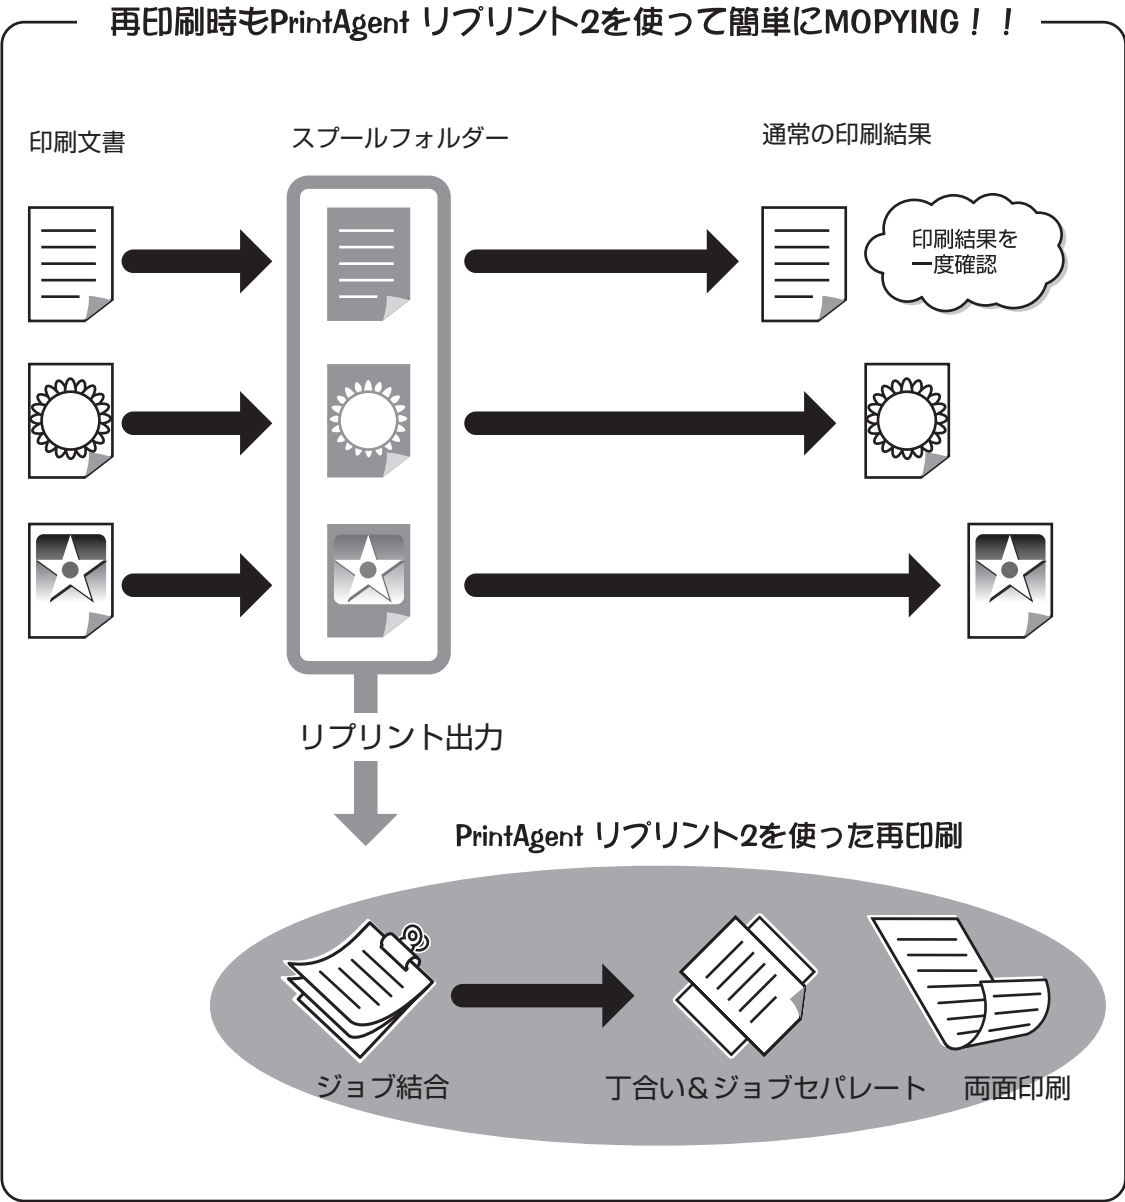 再印刷時もPrintAgent リプリント2を使って簡単にMOPYING！！
印刷文書
スプールフォルダー
通常の印刷結果
印刷結果を
一度確認
リプリント出力
PrintAgent リプリント2を使った再印刷
ジョブ結合
丁合い＆ジョブセパレート
両面印刷